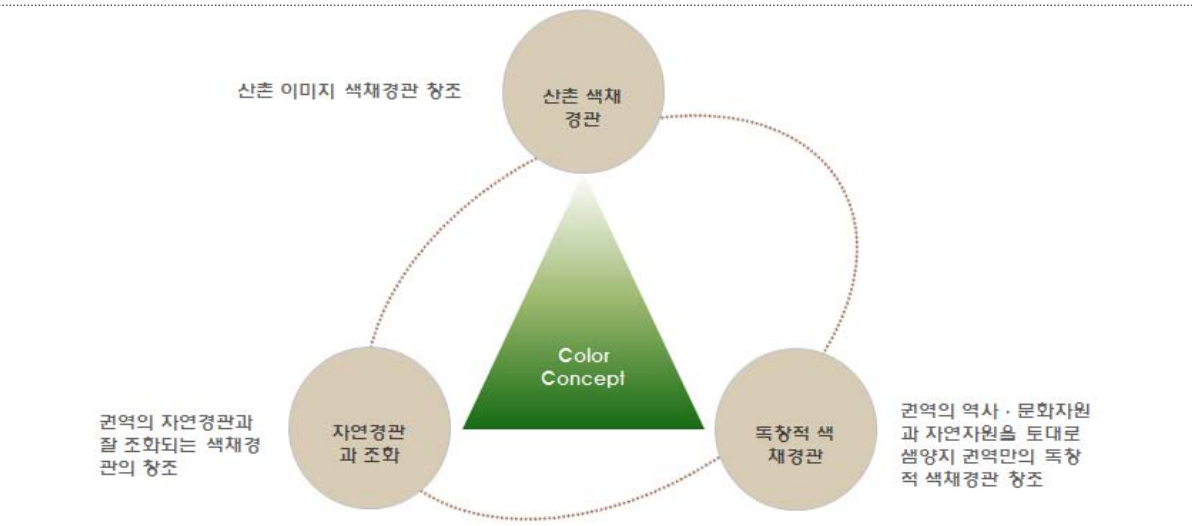 산촌 이미지 색채경관 창조
산촌 색채
경관
Color
Concept
권역의 자연경관과
잘 조화되는 색채경
관의 창조
자연경관
과 조화
독창적 색
채경관
권역의 역사 · 문화자원
과 자연자원을 토대로
샘양지 권역만의 독창
적 색채경관 창조